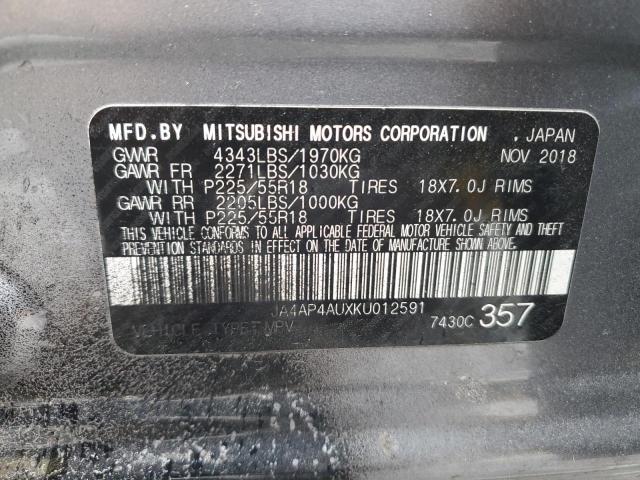 MFD.BY MITSUBISHI MOTORS CORPORATION . JAPAN
GVWR 4343LBS/1970KG NOV 2018
GAWR FR 2271LBS/1030KG
WITH P225/55R18 TIRES 18X7.0J RIMS
GAWR RR 2205LBS/1000KG
WITH P225/55R18 TIRES 18X7.0J RIMS
THIS VEHICLE CONFORMS TO ALL APPLICABLE FEDERAL MOTOR VEHICLE SAFETY AND THEFT
PREVENTION STANDARDS IN EFFECT ON THE DATE OF MANUFACTURE SHOWN ABOVE.
JA4AP4AUXKU012591
7430C 357
VEHICLE TYPE:MPV